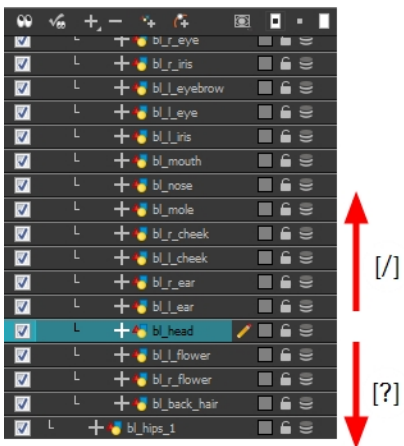 bl_r_eye
bl_r_iris
bl_l_eyebrow
bl_l_eye
bl_l_iris
bl_mouth
bl_nose
bl_mole
bl_r_cheek
bl_l_cheek
[/]
bl_r_ear
bl_l_ear
bl_head
bl_l_flower
bl_r_flower
[?]
bl_back_hair
bl_hips_1